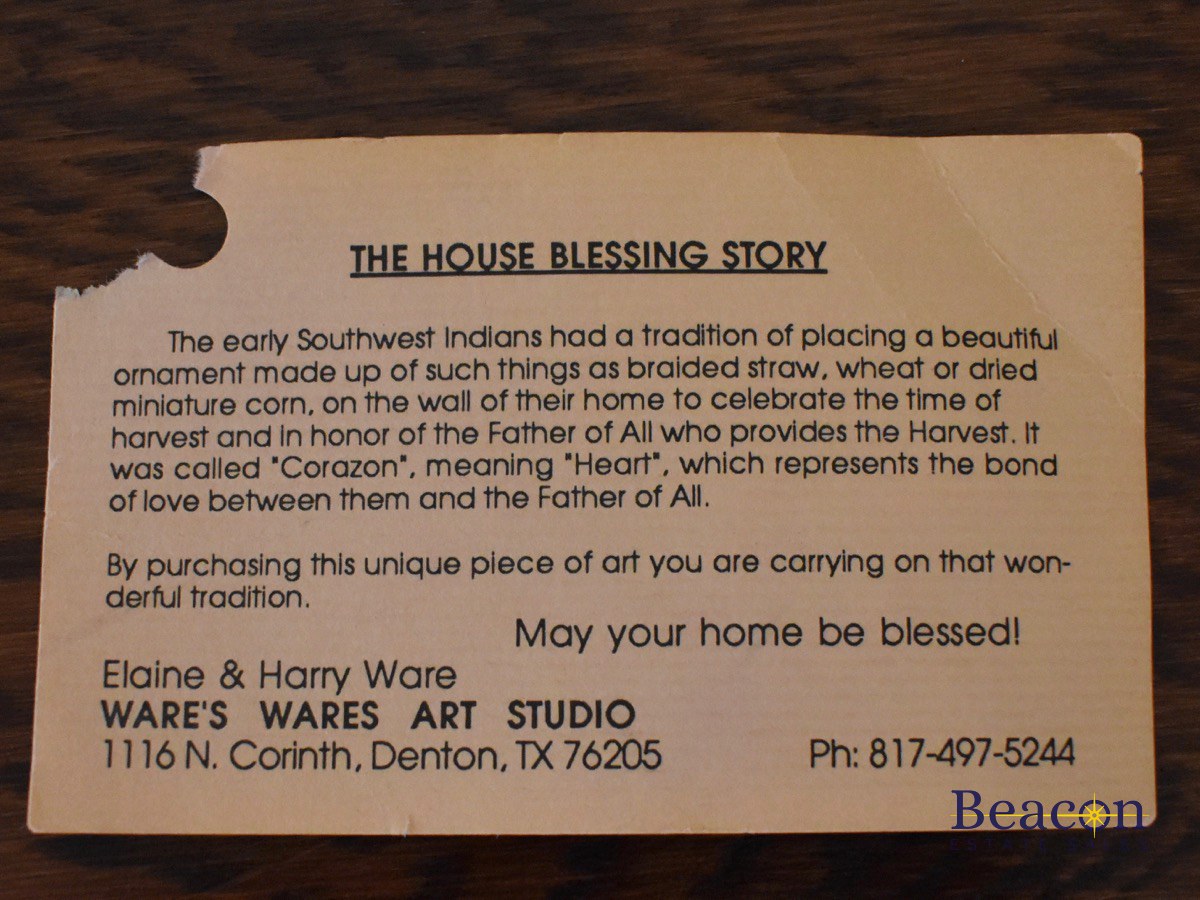 THE HOUSE BLESSING STORY
The early Southwest Indians had a tradition of placing a beautiful
ornament made up of such things as braided straw, wheat or dried
miniature corn, on the wall of their home to celebrate the time of
harvest and in honor of the Father of All who provides the Harvest. It
was called "Corazon", meaning "Heart", which represents the bond
of love between them and the Father of All.
By purchasing this unique piece of art you are carrying on that won-
derful tradition.
May your home be blessed!
Elaine & Harry Ware
WARE'S WARES ART STUDIO
1116 N. Corinth, Denton, TX 76205 Ph: 817-497-5244
Beacon
ESTATE SALES